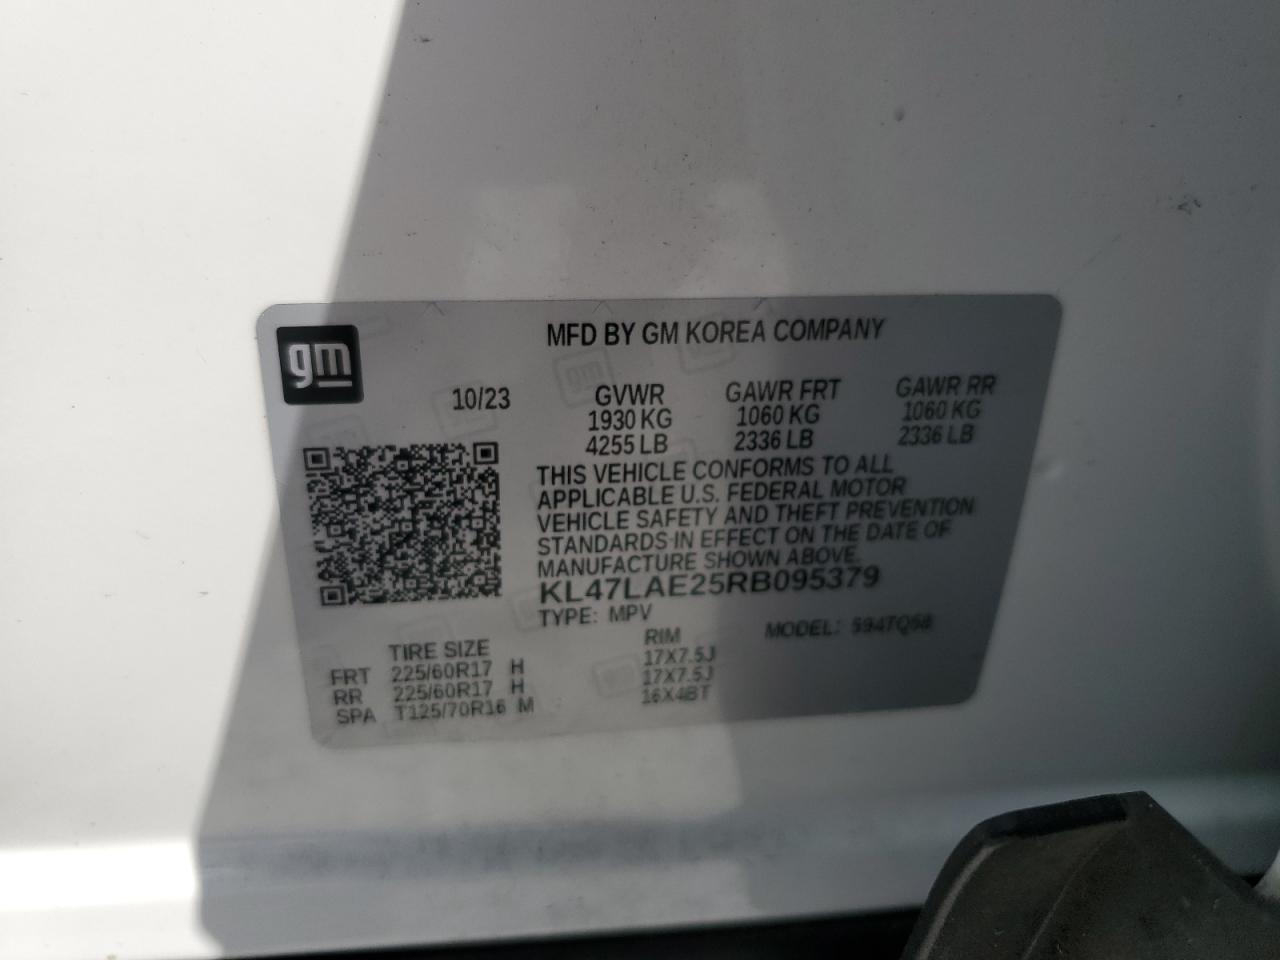 gm
MFD BY GM KOREA COMPANY
10/23 GVWR GAWR FRT GAWR RR
1930 KG 1060 KG 1060 KG
4255 LB 2336 LB 2336 LB
THIS VEHICLE CONFORMS TO ALL
APPLICABLE U.S. FEDERAL MOTOR
VEHICLE SAFETY AND THEFT PREVENTION
STANDARDS IN EFFECT ON THE DATE OF
MANUFACTURE SHOWN ABOVE.
KL47LAE25RB095379
TYPE: MPV MODEL:
TIRE SIZE RIM
FRT 225/60R17 H 17X7.5J
RR 225/60R17 H 17X7.5J
SPA T125/70R16 M 16X4BT